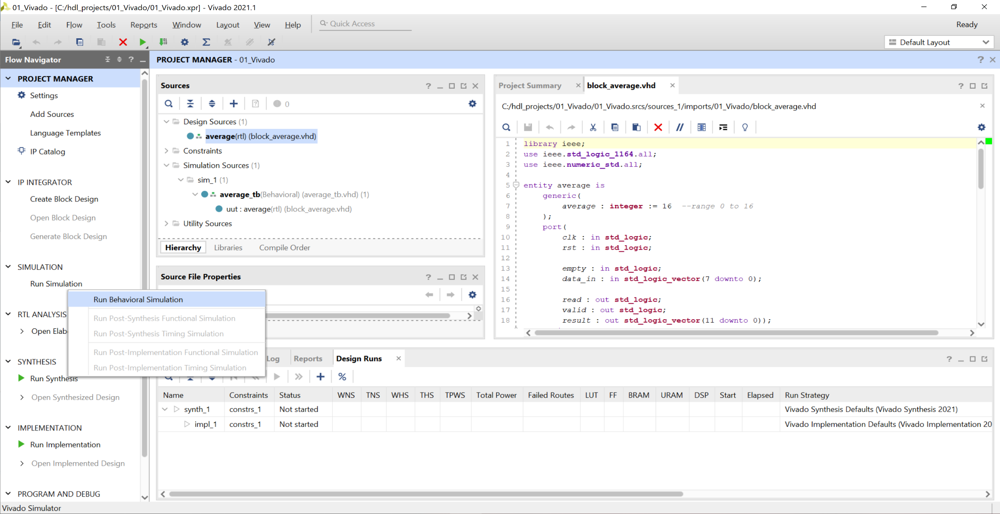 01_Vivado - [C:/hdl_projects/01_Vivado/01_Vivado.xpr] - Vivado 2021.1
File Edit Flow Tools Reports Window Layout View Help Quick Access Ready
Default Layout
Flow Navigator
PROJECT MANAGER - 01_Vivado
PROJECT MANAGER
Settings
Add Sources
Language Templates
IP Catalog
IP INTEGRATOR
Create Block Design
Open Block Design
Generate Block Design
SIMULATION
Run Simulation
Run Behavioral Simulation
Run Post-Synthesis Functional Simulation
Run Post-Synthesis Timing Simulation
Run Post-Implementation Functional Simulation
Run Post-Implementation Timing Simulation
RTL ANALYSIS
Open Elab
SYNTHESIS
Run Synthesis
Open Synthesized Design
IMPLEMENTATION
Run Implementation
Open Implemented Design
PROGRAM AND DEBUG
Sources
0
Design Sources (1)
average(rtl) (block_average.vhd)
Constraints
Simulation Sources (1)
sim_1 (1)
average_tb(Behavioral) (average_tb.vhd) (1)
uut : average(rtl) (block_average.vhd)
Utility Sources
Hierarchy Libraries Compile Order
Source File Properties
Project Summary block_average.vhd
C:/hdl_projects/01_Vivado/01_Vivado.srcs/sources_1/imports/01_Vivado/block_average.vhd
1 library ieee;
2 use ieee.std_logic_1164.all;
3 use ieee.numeric_std.all;
4
5 entity average is
6 generic(
7 average : integer := 16 --range 0 to 16
8 );
9 port(
10 clk : in std_logic;
11 rst : in std_logic;
12
13 empty : in std_logic;
14 data_in : in std_logic_vector(7 downto 0);
15
16 read : out std_logic;
17 valid : out std_logic;
18 result : out std_logic_vector(11 downto 0));
Log Reports Design Runs
Name Constraints Status WNS TNS WHS THS TPWS Total Power Failed Routes LUT FF BRAM URAM DSP Start Elapsed Run Strategy
synth_1 constrs_1 Not started Vivado Synthesis Defaults (Vivado Synthesis 2021)
impl_1 constrs_1 Not started Vivado Implementation Defaults (Vivado Implementation 20
Vivado Simulator